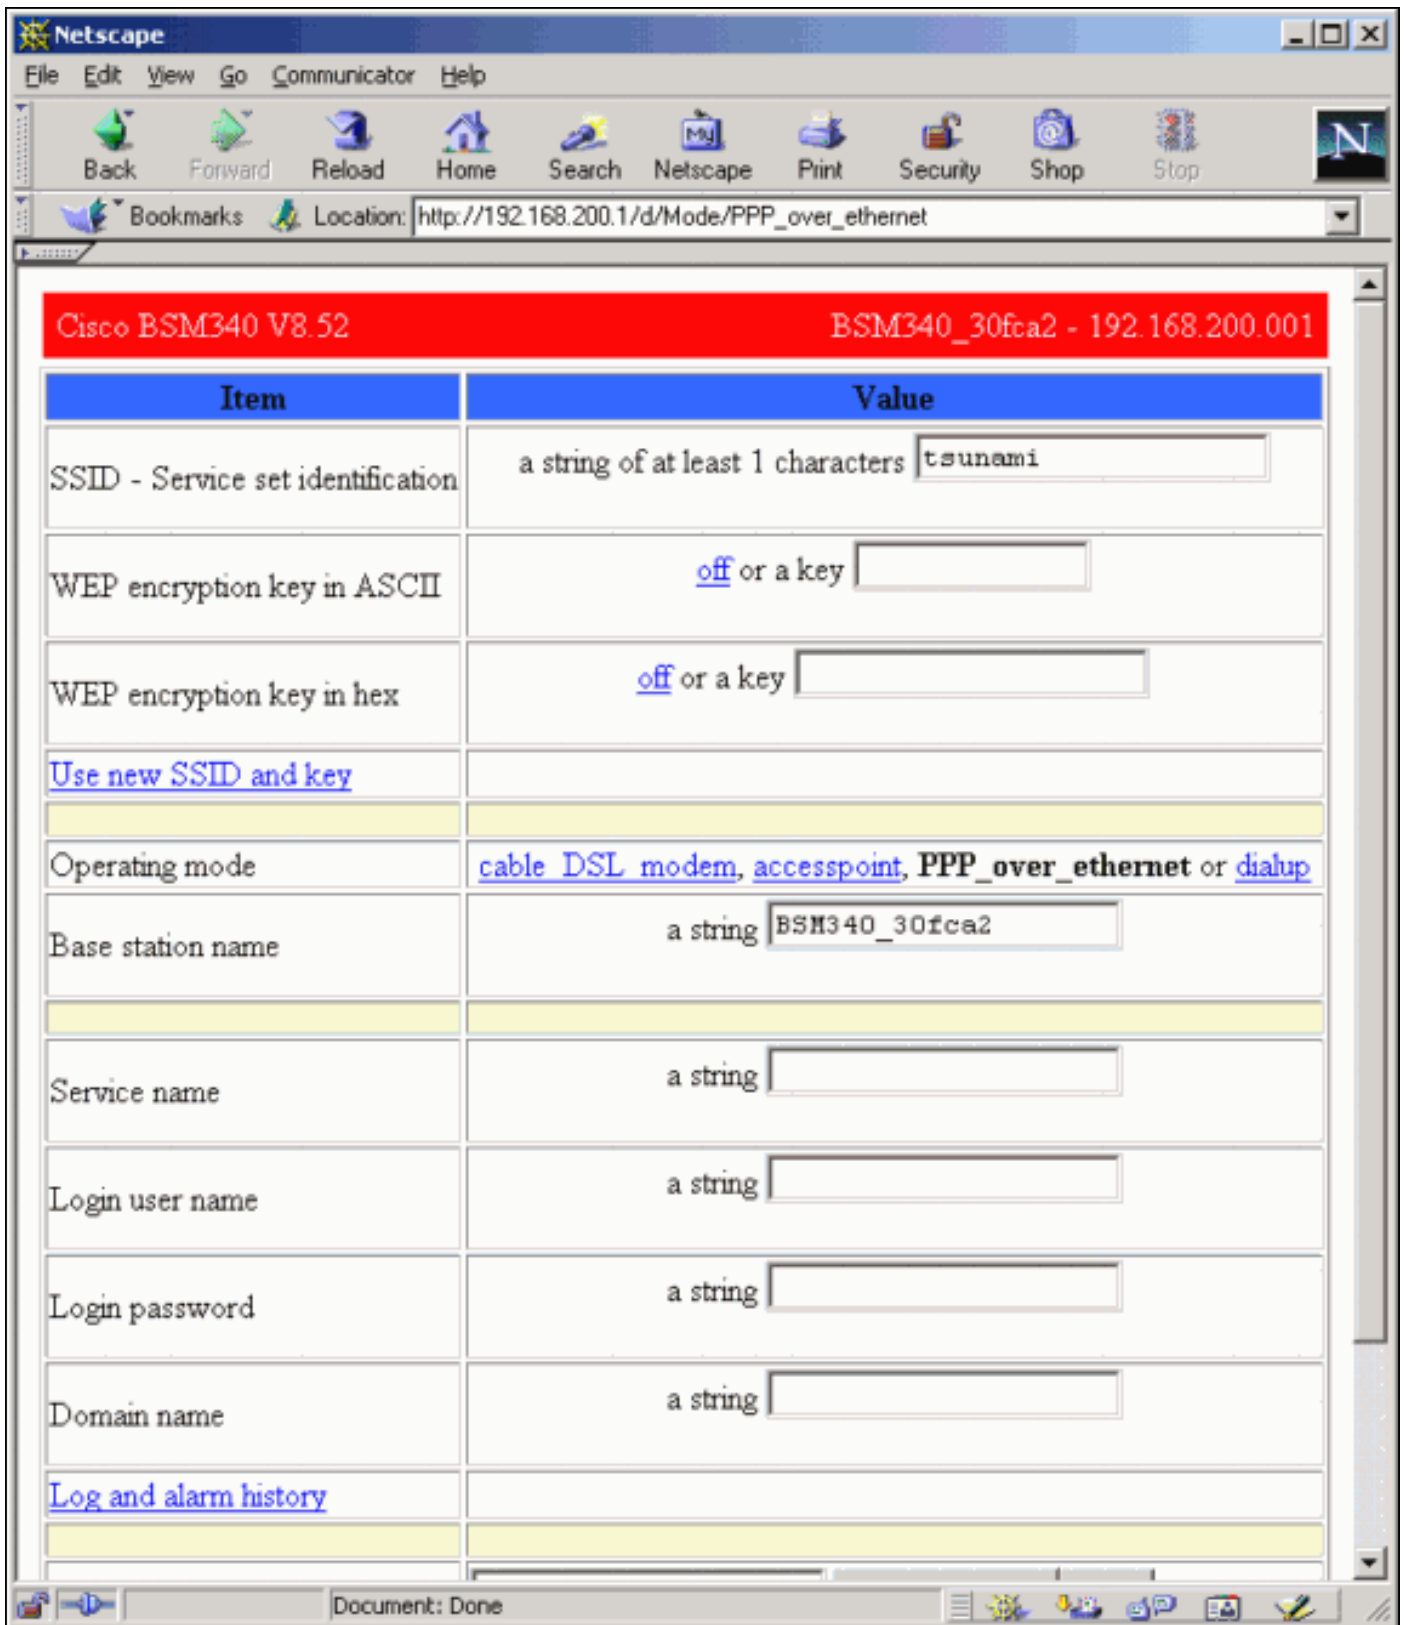 Netscape
File Edit View Go Communicator Help
Back Forward Reload Home Search Netscape Print Security Shop Stop
My
N
Bookmarks Location: http://192.168.200.1/d/Mode/PPP_over_ethernet
Cisco BSM340 V8.52 BSM340_30fca2 - 192.168.200.001
Item Value
SSID - Service set identification a string of at least 1 characters tsunami
WEP encryption key in ASCII off or a key
WEP encryption key in hex off or a key
Use new SSID and key
Operating mode cable_DSL_modem, accesspoint, PPP_over_ethernet or dialup
Base station name a string BSM340_30fca2
Service name a string
Login user name a string
Login password a string
Domain name a string
Log and alarm history
Document: Done